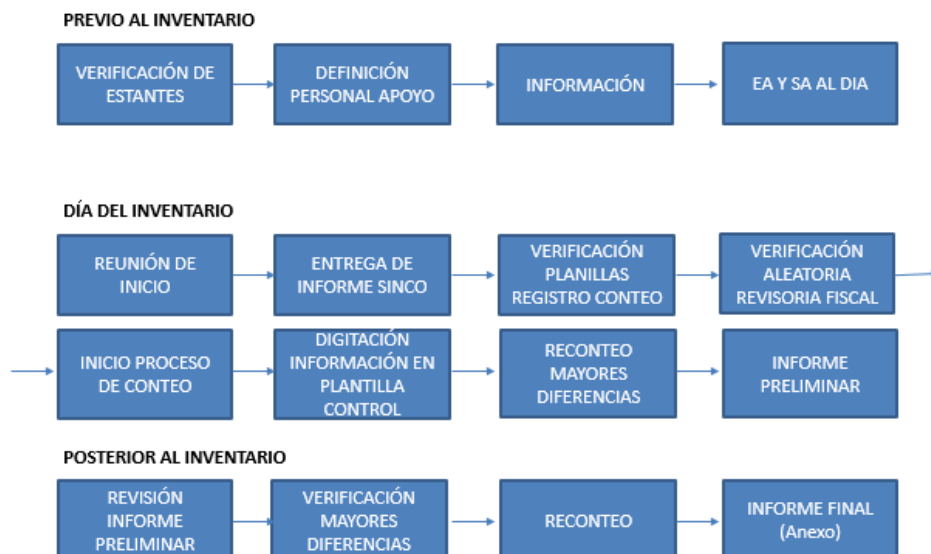 PREVIO AL INVENTARIO
VERIFICACIÓN DE
ESTANTES
DEFINICIÓN
PERSONAL APOYO
INFORMACIÓN
EA Y SA AL DIA
DÍA DEL INVENTARIO
REUNIÓN DE
INICIO
ENTREGA DE
INFORME SINCO
VERIFICACIÓN
PLANILLAS
REGISTRO CONTEO
VERIFICACIÓN
ALEATORIA
REVISORIA FISCAL
INICIO PROCESO
DE CONTEO
DIGITACIÓN
INFORMACIÓN EN
PLANTILLA
CONTROL
RECONTEO
MAYORES
DIFERENCIAS
INFORME
PRELIMINAR
POSTERIOR AL INVENTARIO
REVISIÓN
INFORME
PRELIMINAR
VERIFICACIÓN
MAYORES
DIFERENCIAS
RECONTEO
INFORME FINAL
(Anexo)